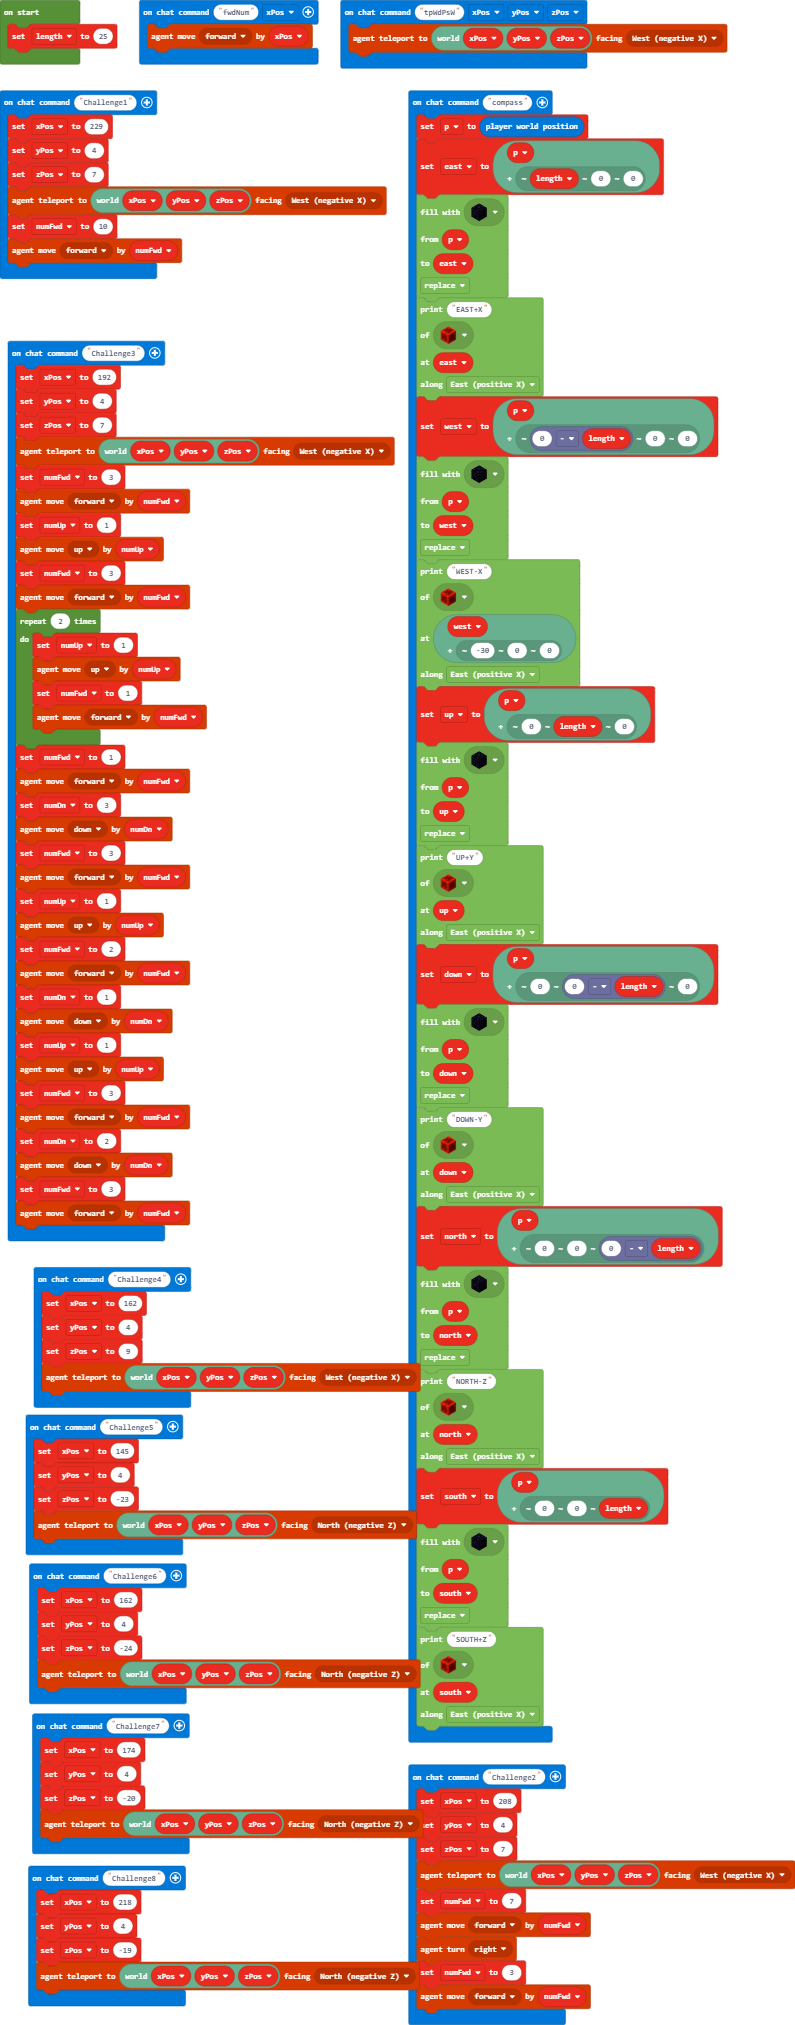 on start
set length to 25
on chat command "fwdNum" xPos
agent move forward by xPos
on chat command "tpWdPsW" xPos yPos zPos
agent teleport to world xPos yPos zPos facing West (negative X)
on chat command "Challenge1"
set xPos to 229
set yPos to 4
set zPos to 7
agent teleport to world xPos yPos zPos facing West (negative X)
set numFwd to 10
agent move forward by numFwd
on chat command "Challenge3"
set xPos to 192
set yPos to 4
set zPos to 7
agent teleport to world xPos yPos zPos facing West (negative X)
set numFwd to 3
agent move forward by numFwd
set numUp to 1
agent move up by numUp
set numFwd to 3
agent move forward by numFwd
repeat 2 times
do set numUp to 1
agent move up by numUp
set numFwd to 1
agent move forward by numFwd
set numFwd to 1
agent move forward by numFwd
set numDn to 3
agent move down by numDn
set numFwd to 3
agent move forward by numFwd
set numUp to 1
agent move up by numUp
set numFwd to 2
agent move forward by numFwd
set numDn to 1
agent move down by numDn
set numUp to 1
agent move up by numUp
set numFwd to 3
agent move forward by numFwd
set numDn to 2
agent move down by numDn
set numFwd to 3
agent move forward by numFwd
on chat command "Challenge4"
set xPos to 162
set yPos to 4
set zPos to 9
agent teleport to world xPos yPos zPos facing West (negative X)
on chat command "Challenge5"
set xPos to 145
set yPos to 4
set zPos to -23
agent teleport to world xPos yPos zPos facing North (negative Z)
on chat command "Challenge6"
set xPos to 162
set yPos to 4
set zPos to -24
agent teleport to world xPos yPos zPos facing North (negative Z)
on chat command "Challenge7"
set xPos to 174
set yPos to 4
set zPos to -20
agent teleport to world xPos yPos zPos facing North (negative Z)
on chat command "Challenge8"
set xPos to 218
set yPos to 4
set zPos to -19
agent teleport to world xPos yPos zPos facing North (negative Z)
on chat command "compass"
set p to player world position
p
set east to
+ ~ length ~ 0 ~ 0
fill with
from p
to east
replace
print "EAST+X"
of
at east
along East (positive X)
p
set west to
+ ~ 0 - length ~ 0 ~ 0
fill with
from p
to west
replace
print "WEST-X"
of
west
at
+ ~ -30 ~ 0 ~ 0
along East (positive X)
p
set up to
+ ~ 0 ~ length ~ 0
fill with
from p
to up
replace
print "UP+Y"
of
at up
along East (positive X)
p
set down to
+ ~ 0 ~ 0 - length ~ 0
fill with
from p
to down
replace
print "DOWN-Y"
of
at down
along East (positive X)
p
set north to
+ ~ 0 ~ 0 ~ 0 - length
fill with
from p
to north
replace
print "NORTH-Z"
of
at north
along East (positive X)
p
set south to
+ ~ 0 ~ 0 ~ length
fill with
from p
to south
replace
print "SOUTH+Z"
of
at south
along East (positive X)
on chat command "Challenge2"
set xPos to 208
set yPos to 4
set zPos to 7
agent teleport to world xPos yPos zPos facing West (negative X)
set numFwd to 7
agent move forward by numFwd
agent turn right
set numFwd to 3
agent move forward by numFwd